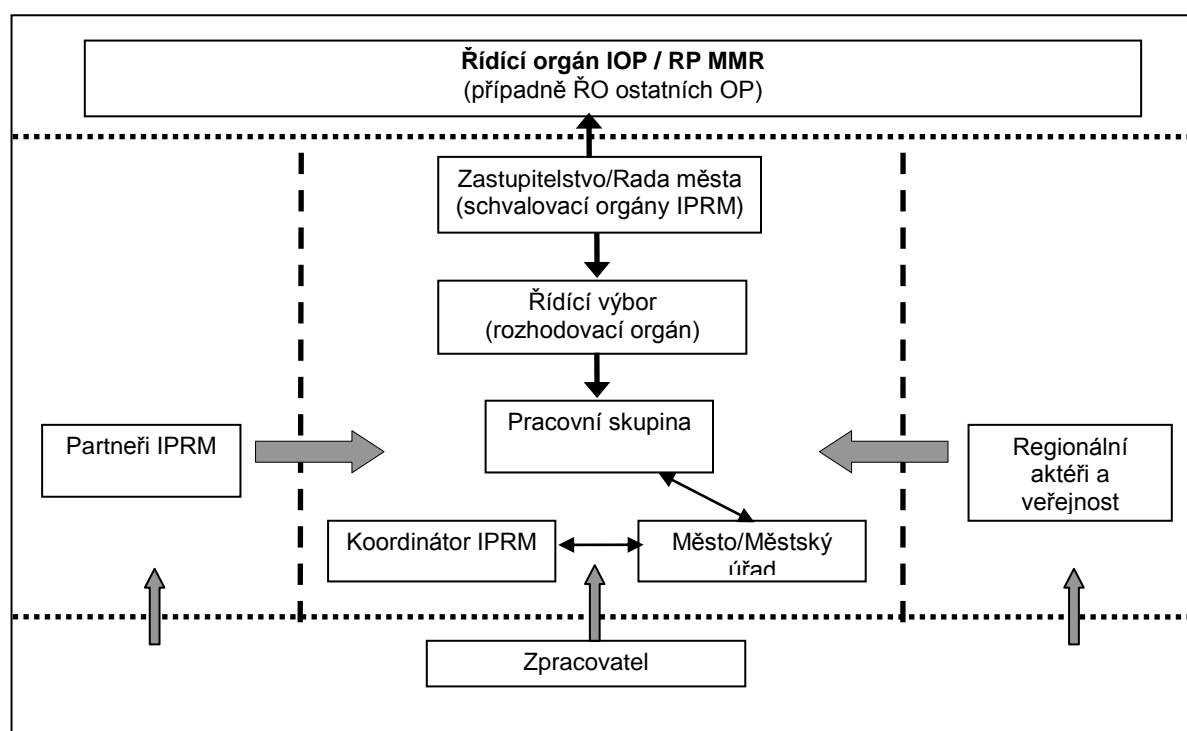 Řídící orgán IOP / RP MMR
(případně ŘO ostatních OP)
Zastupitelstvo/Rada města
(schvalovací orgány IPRM)
Řídící výbor
(rozhodovací orgán)
Pracovní skupina
Partneři IPRM
Regionální
aktéři a
veřejnost
Koordinátor IPRM
Město/Městský
úřad
Zpracovatel